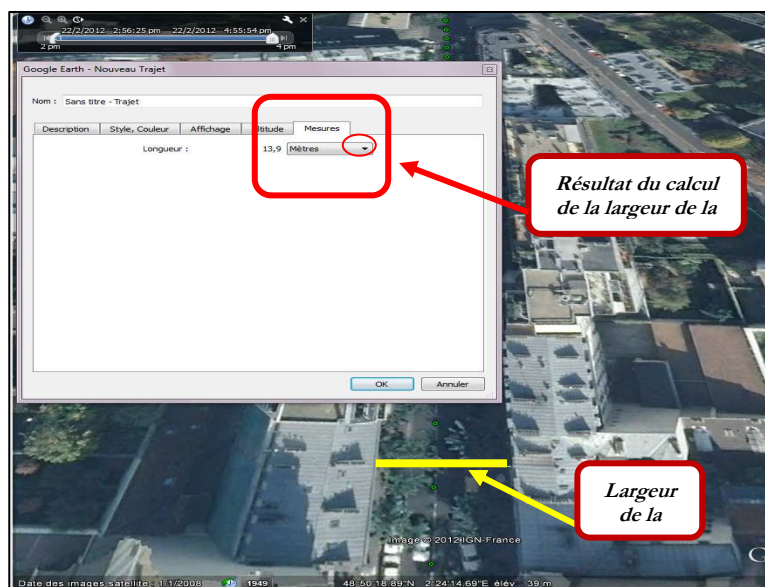 22/2/2012 2:56:25 pm 22/2/2012 4:55:54 pm
2 pm 4 pm
Google Earth - Nouveau Trajet
Nom : Sans titre - Trajet
Description Style, Couleur Affichage ltitude Mesures
Longueur : 13,9 Mètres
Résultat du calcul
de la largeur de la
OK Annuler
Largeur
de la
Image © 2012 IGN-France
G
Date des images satellite : 1/1/2008 1949 48°50'18.89"N 2°24'14.69"E élév. 39 m